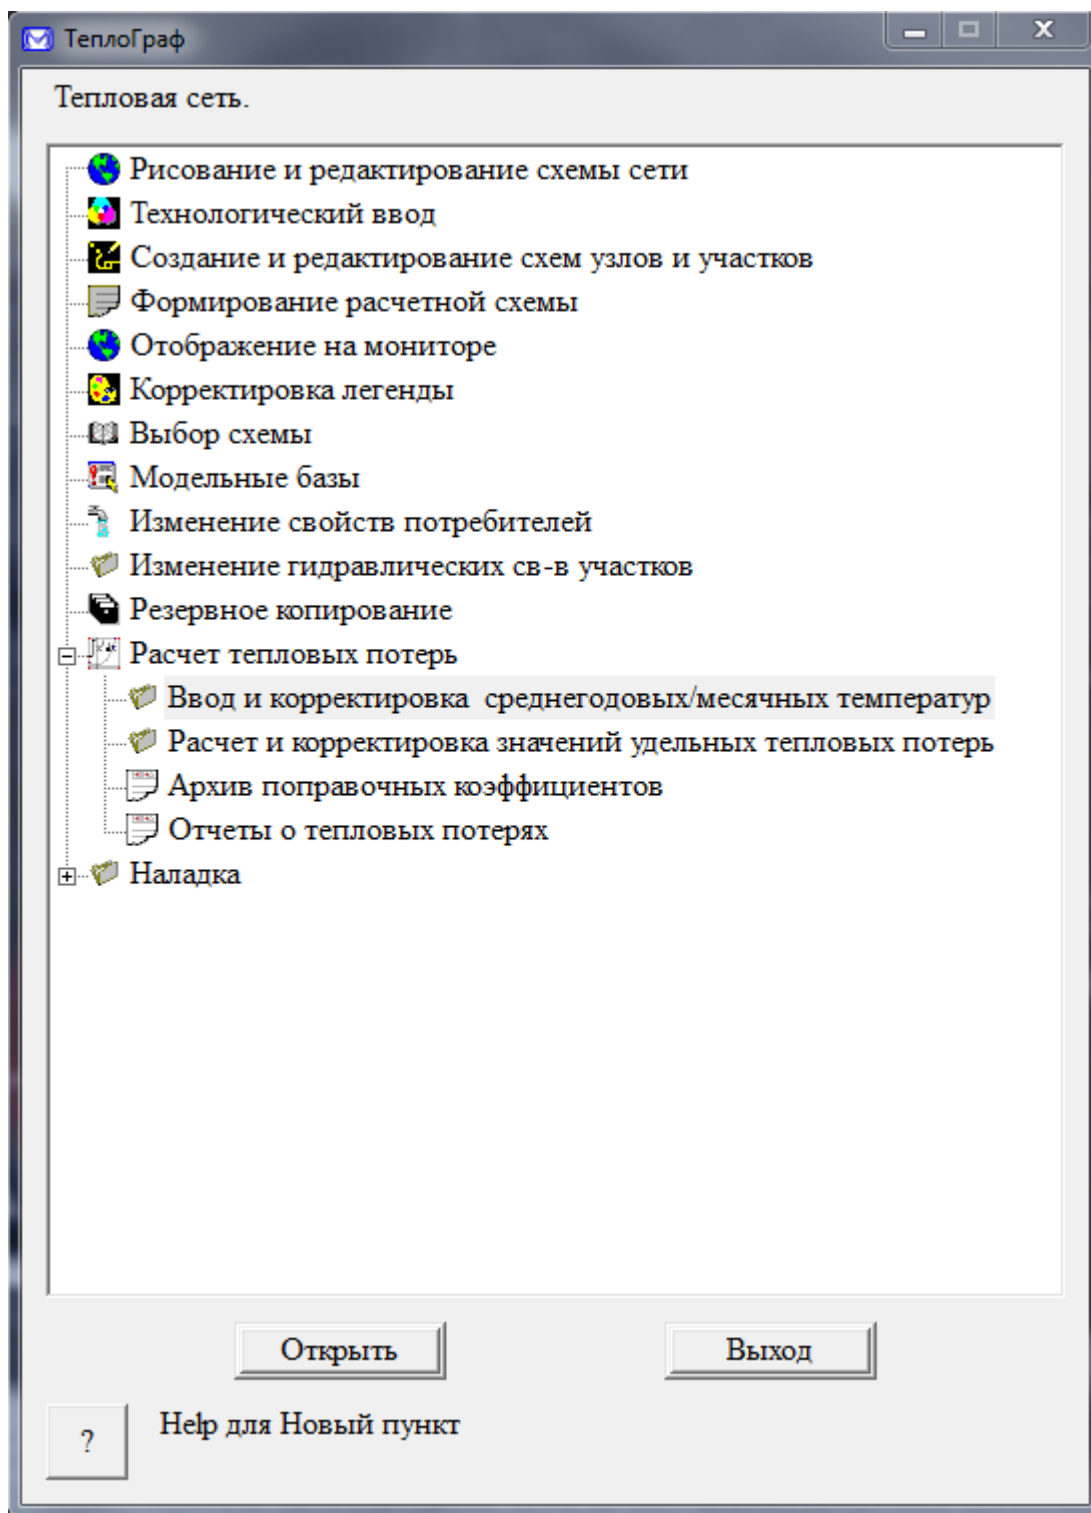 ТеплоГраф
Тепловая сеть.
Рисование и редактирование схемы сети
Технологический ввод
Создание и редактирование схем узлов и участков
Формирование расчетной схемы
Отображение на мониторе
Корректировка легенды
Выбор схемы
Модельные базы
Изменение свойств потребителей
Изменение гидравлических св-в участков
Резервное копирование
Расчет тепловых потерь
Ввод и корректировка  среднегодовых/месячных температур
Расчет и корректировка значений удельных тепловых потерь
Архив поправочных коэффициентов
Отчеты о тепловых потерях
Наладка
Открыть
Выход
?
Help для Новый пункт